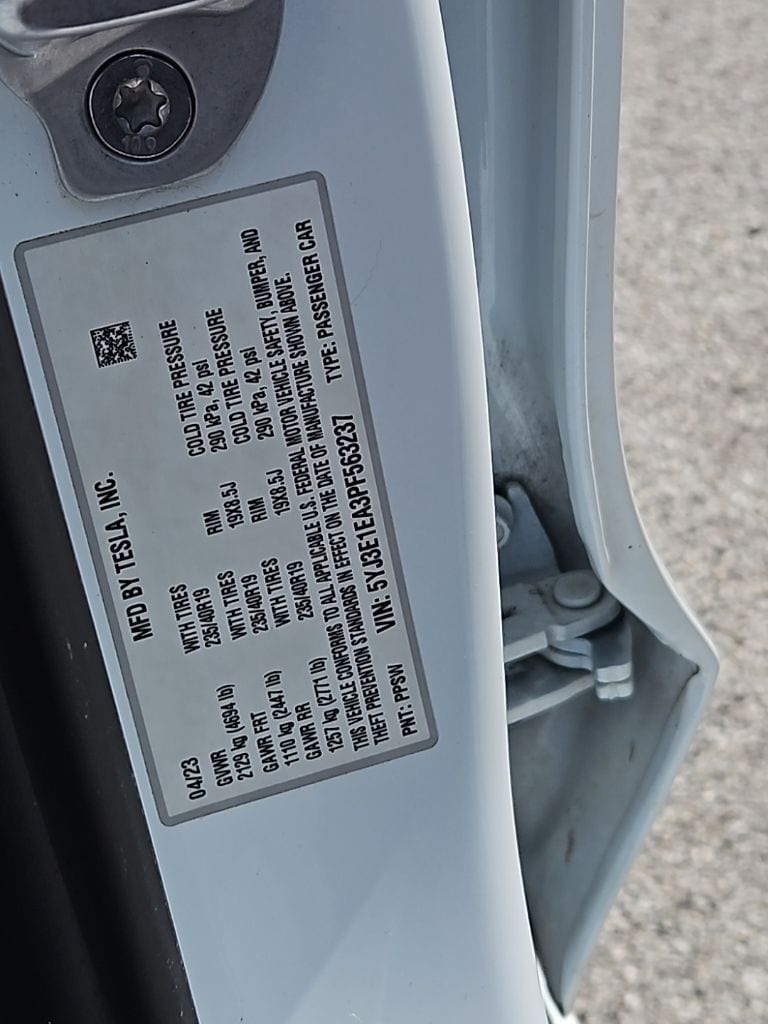 MFD BY TESLA, INC.
04/23
GVWR WITH TIRES RIM COLD TIRE PRESSURE
2129 kg (4694 lb) 235/40R19 19X8.5J 290 kPa, 42 psi
GAWR FRT WITH TIRES RIM COLD TIRE PRESSURE
1110 kg (2447 lb) 235/40R19 19X8.5J 290 kPa, 42 psi
GAWR RR WITH TIRES
1257 kg (2771 lb) 235/40R19
THIS VEHICLE CONFORMS TO ALL APPLICABLE U.S. FEDERAL MOTOR VEHICLE SAFETY, BUMPER, AND
THEFT PREVENTION STANDARDS IN EFFECT ON THE DATE OF MANUFACTURE SHOWN ABOVE.
PNT: PPSW VIN: 5YJ3E1EA3PF563237 TYPE: PASSENGER CAR